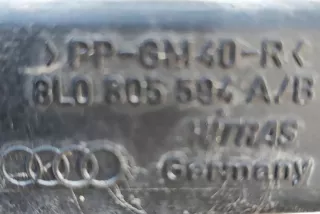 >PP-GM40-R<
8L0 805 594 A/B
Germany